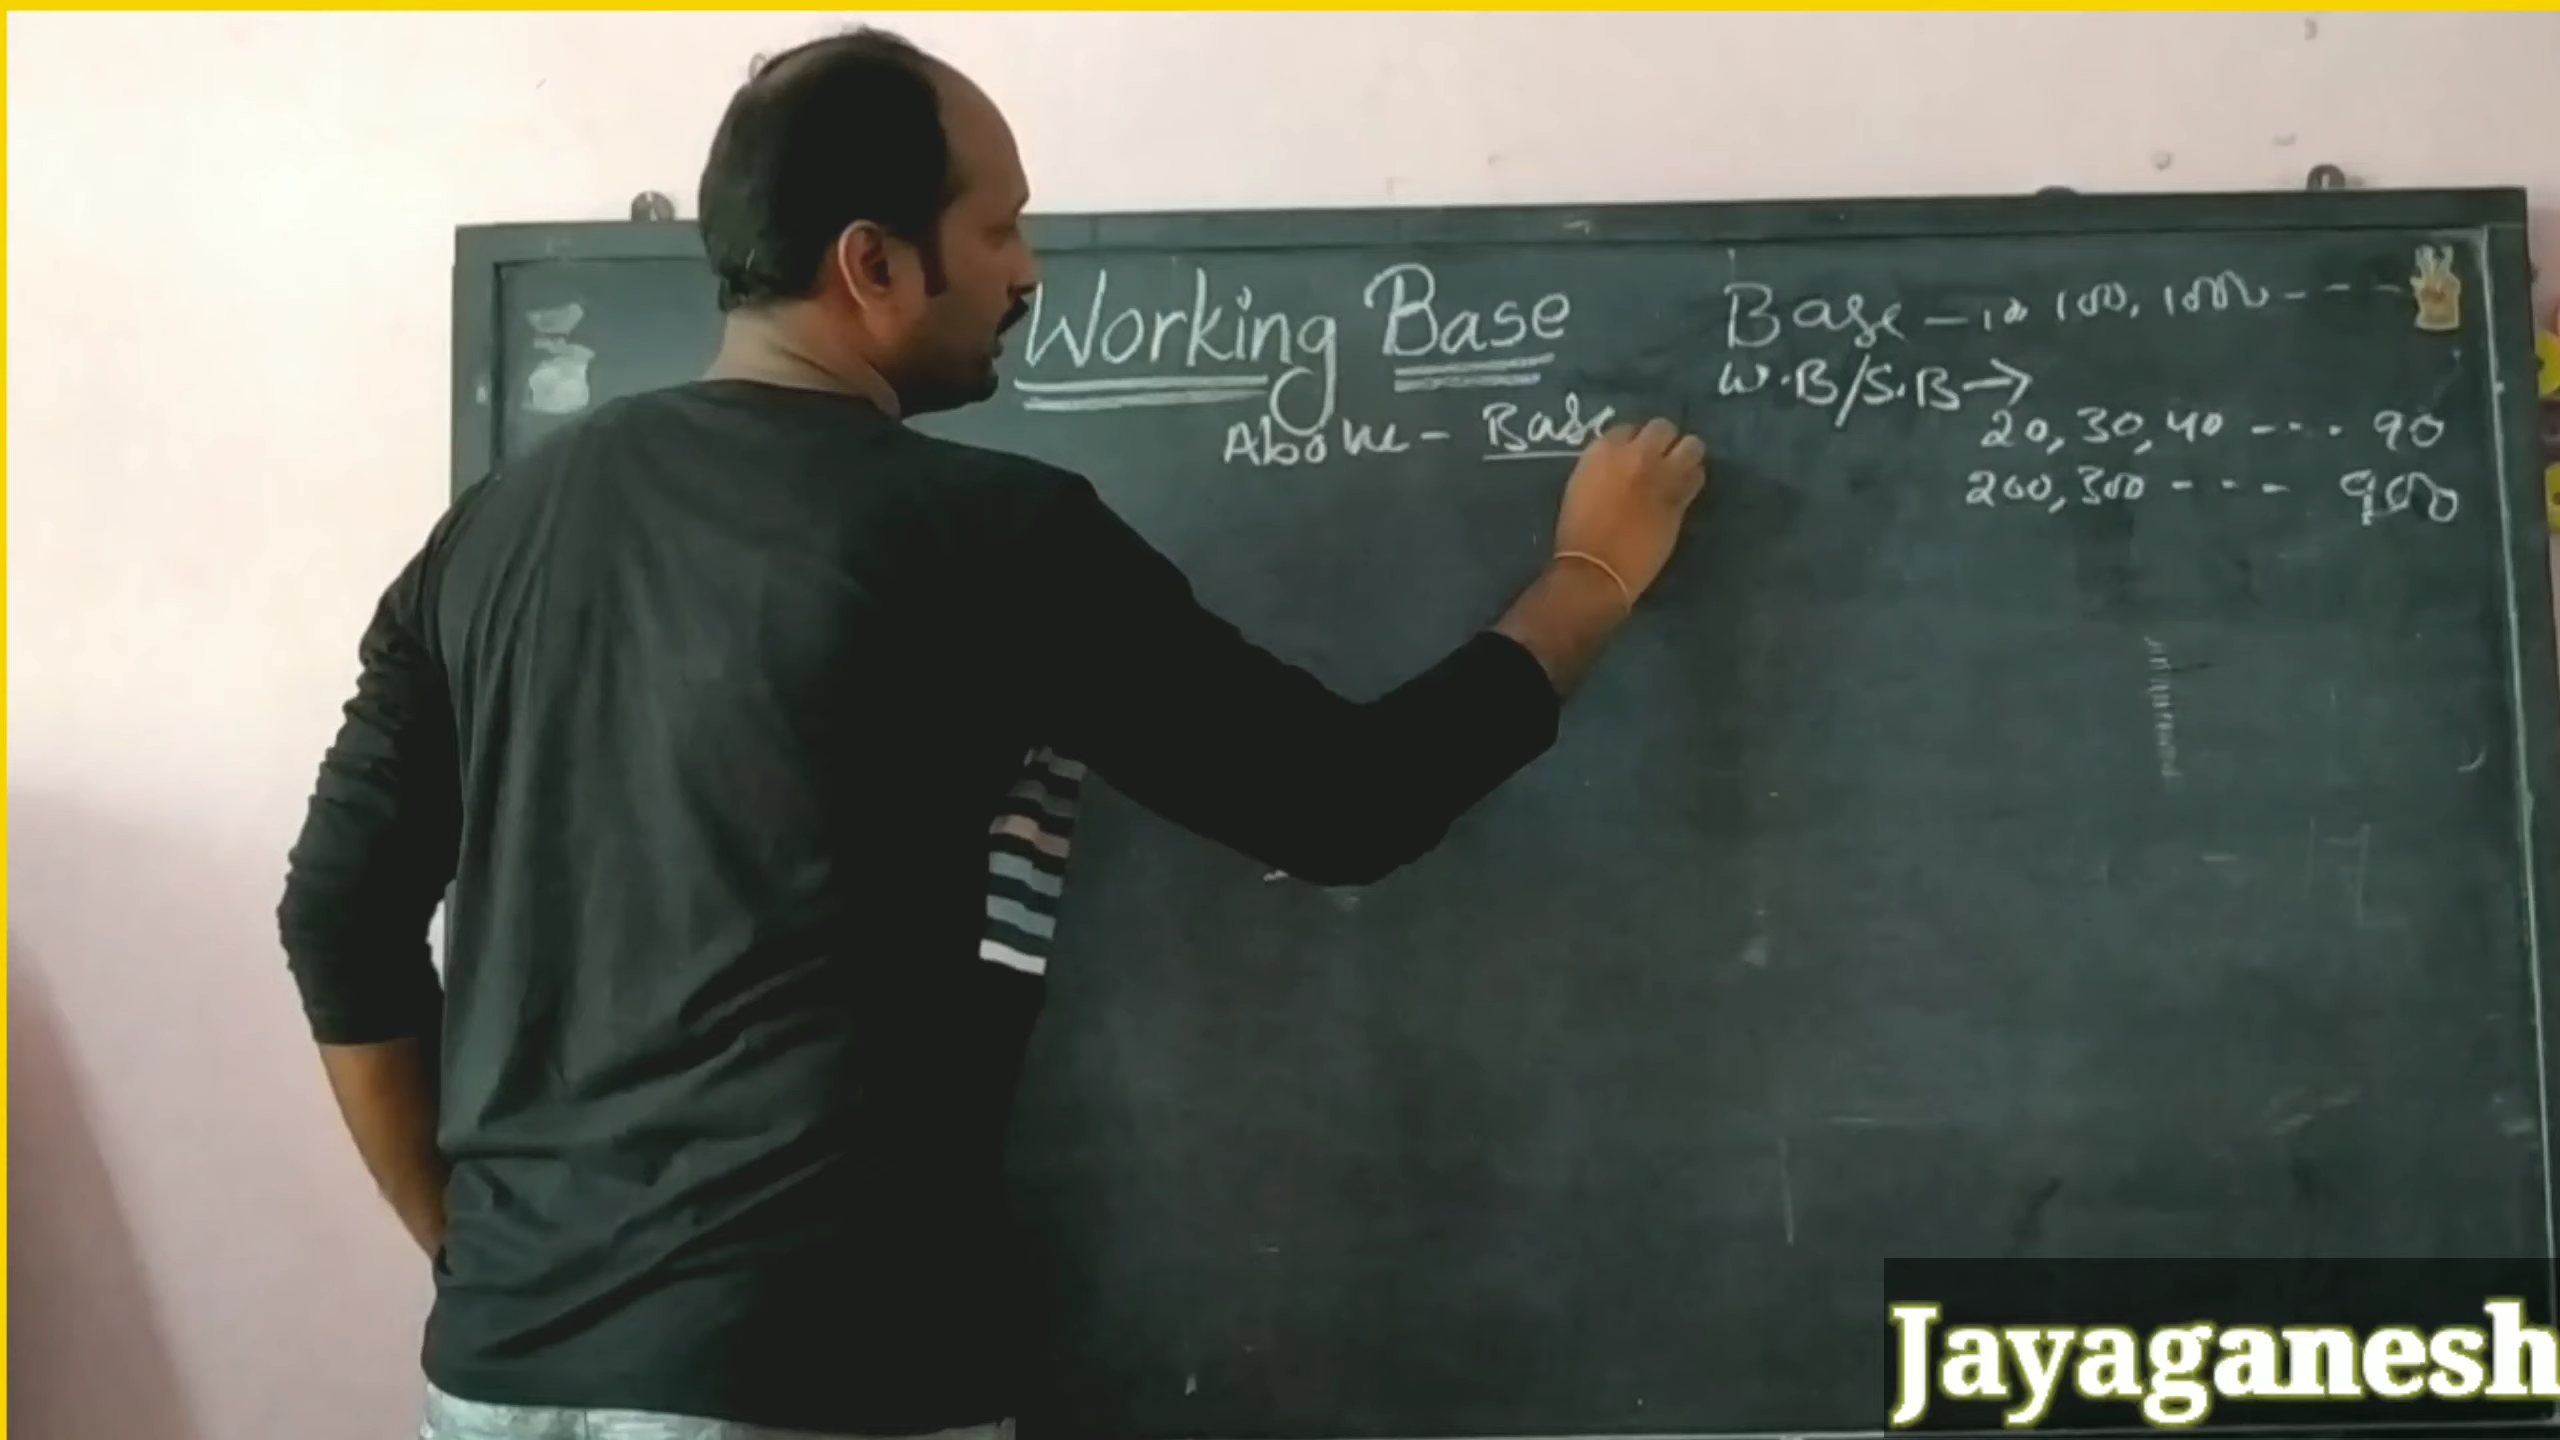 Working Base
Above - Base
Base - 10 100, 1000 - - -
W.B/S.B →
20, 30, 40 - - - . 90
200, 300 - - - - 900
Jayaganesh